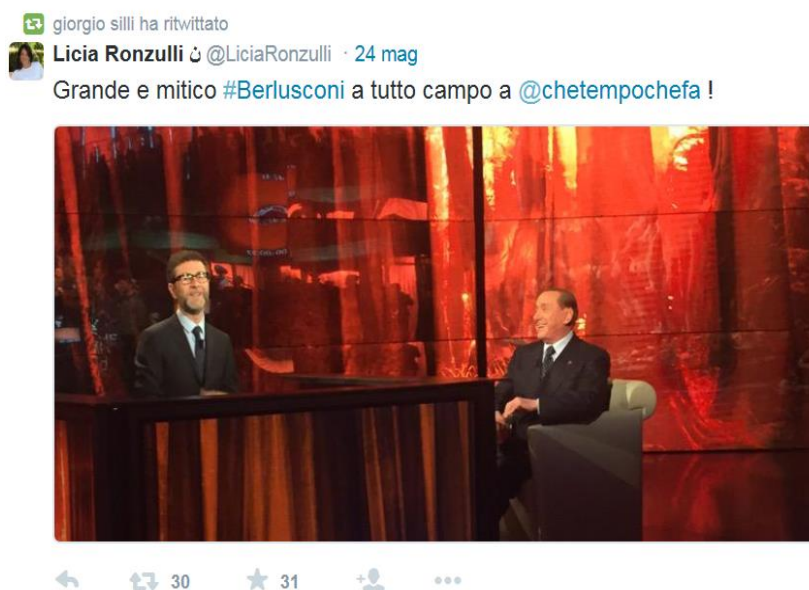 giorgio silli ha ritwittato
Licia Ronzulli ن @LiciaRonzulli · 24 mag
Grande e mitico #Berlusconi a tutto campo a @chetempochefa !
30 31